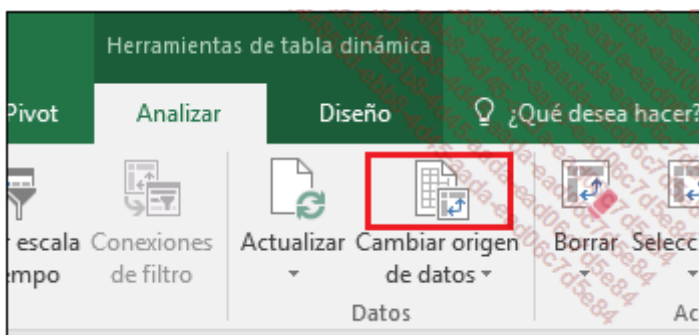 Herramientas de tabla dinámica
Pivot Analizar Diseño ¿Qué desea hacer?
escala Conexiones Actualizar Cambiar origen Borrar Selecc
mpo de filtro de datos
Datos Ac